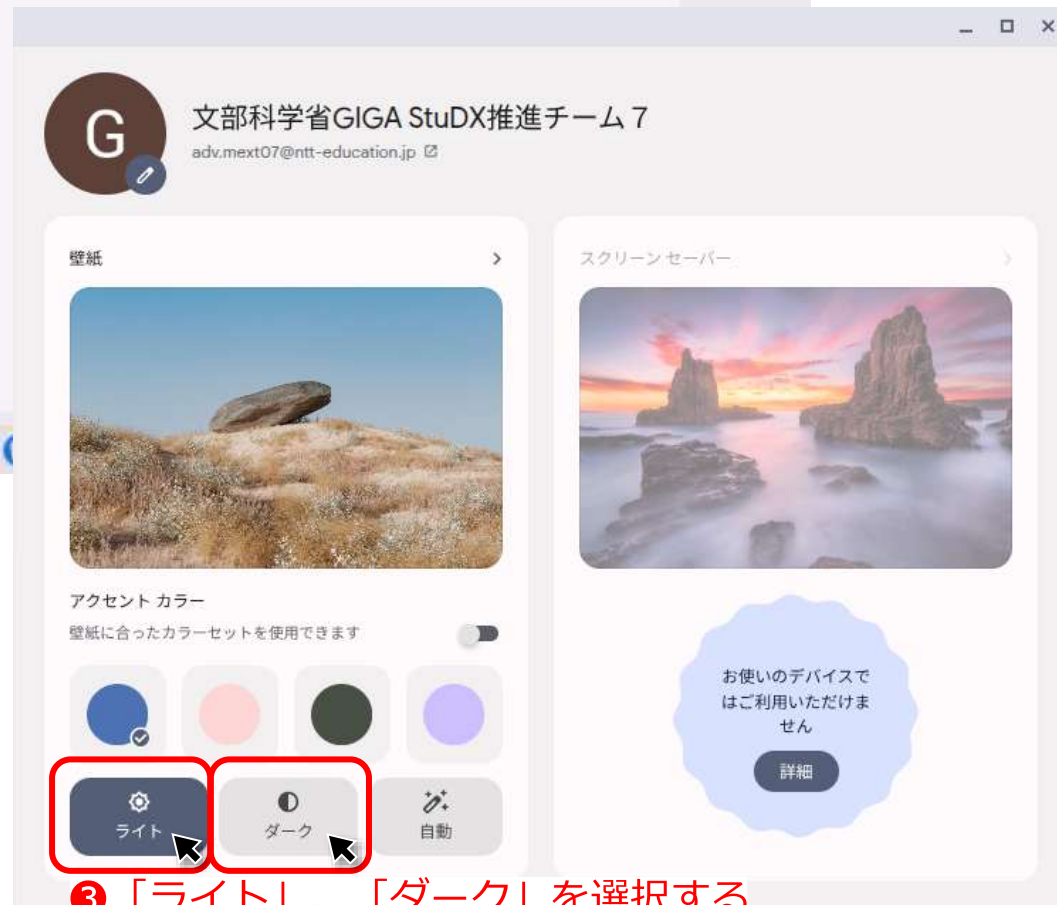 G
文部科学省GIGA StuDX推進チーム７
adv.mext07@ntt-education.jp
壁紙
スクリーン セーバー
アクセント カラー
壁紙に合ったカラーセットを使用できます
お使いのデバイスで
はご利用いただけま
せん
詳細
ライト
ダーク
自動
❸「ライト」 「ダーク」を選択する